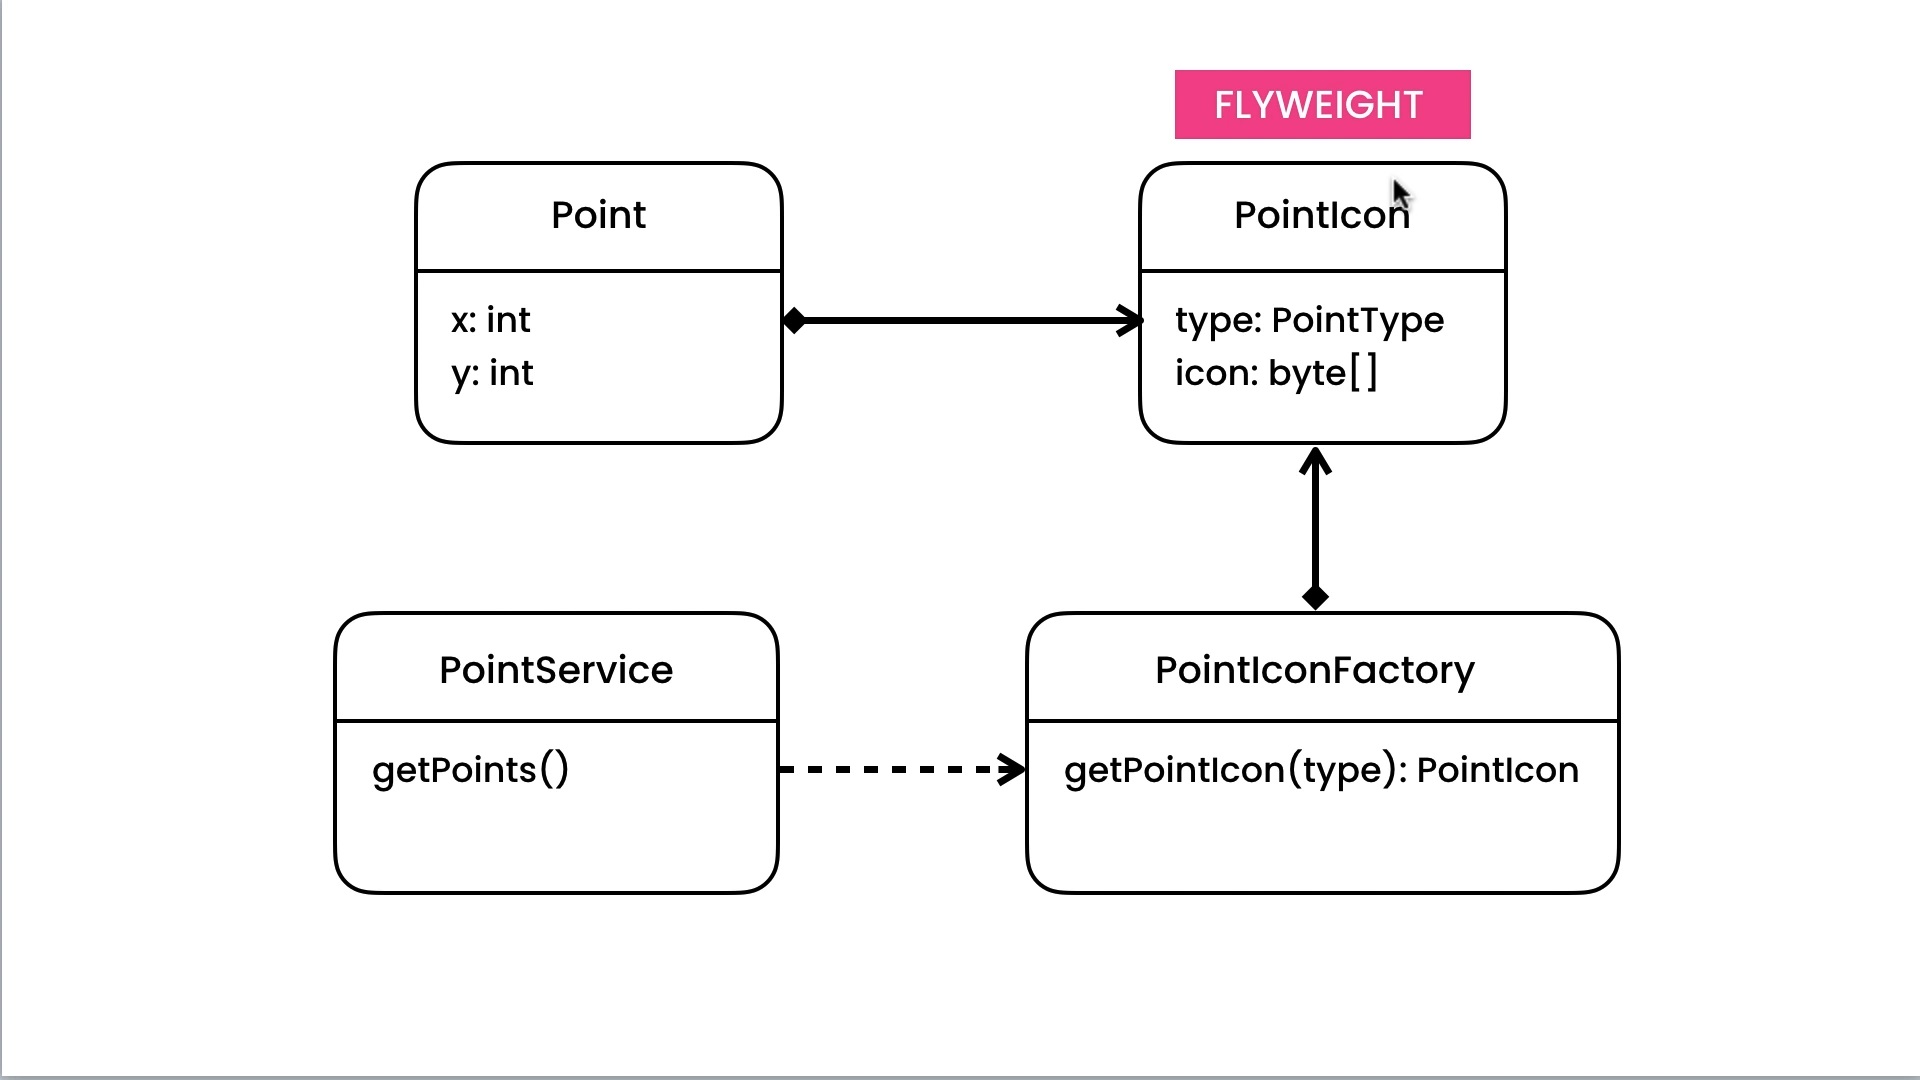 FLYWEIGHT
Point
x: int
y: int
PointIcon
type: PointType
icon: byte[]
PointService
getPoints()
PointIconFactory
getPointIcon(type): PointIcon